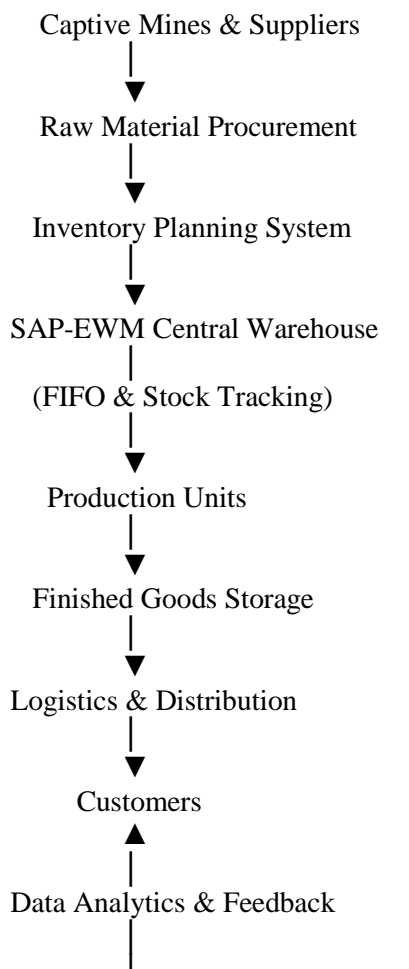 Captive Mines & Suppliers
Raw Material Procurement
Inventory Planning System
SAP-EWM Central Warehouse
(FIFO & Stock Tracking)
Production Units
Finished Goods Storage
Logistics & Distribution
Customers
Data Analytics & Feedback